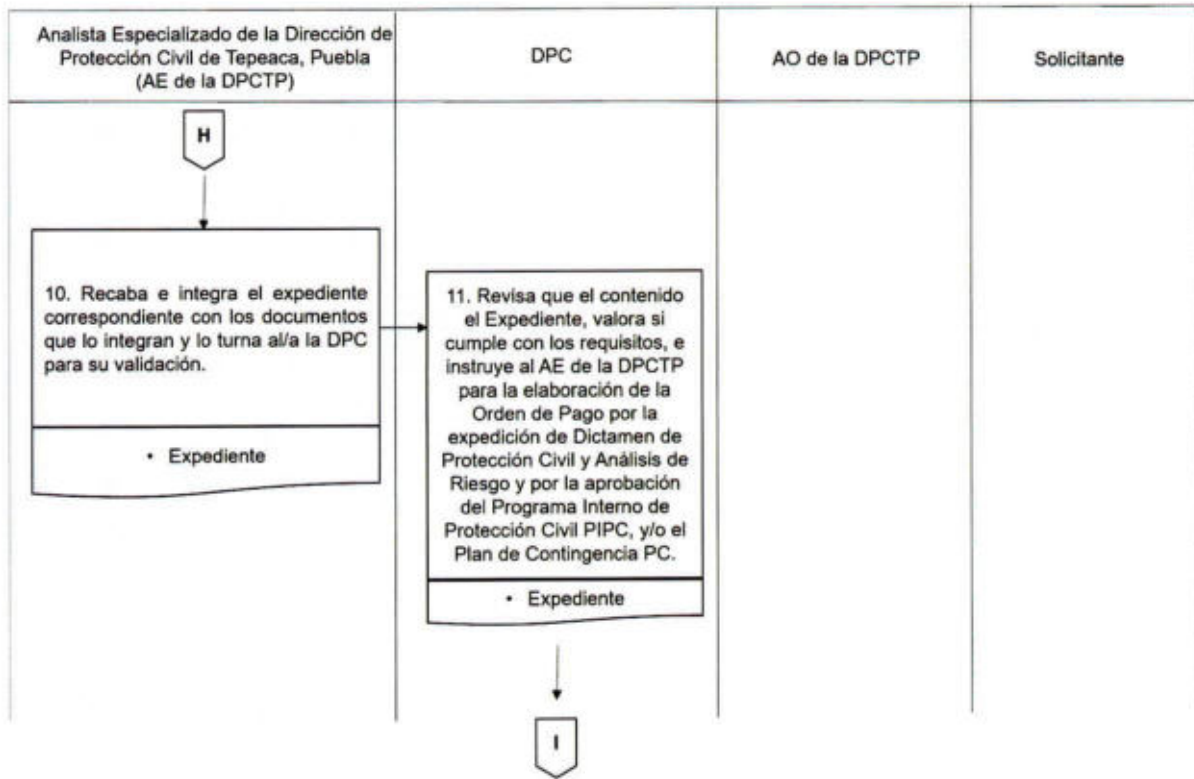 Analista Especializado de la Dirección de
Protección Civil de Tepeaca, Puebla
(AE de la DPCTP)
DPC
AO de la DPCTP
Solicitante
H
10. Recaba e integra el expediente
correspondiente con los documentos
que lo integran y lo turna al/a la DPC
para su validación.
• Expediente
11. Revisa que el contenido
el Expediente, valora si
cumple con los requisitos, e
instruye al AE de la DPCTP
para la elaboración de la
Orden de Pago por la
expedición de Dictamen de
Protección Civil y Análisis de
Riesgo y por la aprobación
del Programa Interno de
Protección Civil PIPC, y/o el
Plan de Contingencia PC.
• Expediente
I